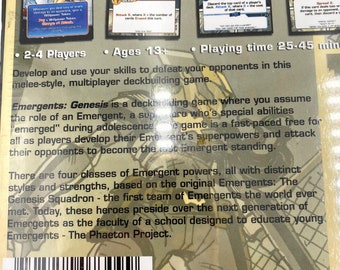 • 2-4 Players • Ages 13+ • Playing time 25-45 min
Develop and use your skills to defeat your opponents in this
melee-style, multiplayer deckbuilding game.
Emergents: Genesis is a deckbuilding game where you assume
the role of an Emergent, a superhero who's special abilities
"emerged" during adolescence. The game is a fast-paced free for
all as players develop their Emergent's superpowers and attack
their opponents to become the last Emergent standing.
There are four classes of Emergent powers, all with distinct
styles and strengths, based on the original Emergents: The
Genesis Squadron - the first team of Emergents the world ever
met. Today, these heroes preside over the next generation of
Emergents as the faculty of a school designed to educate young
Emergents - The Phaeton Project.